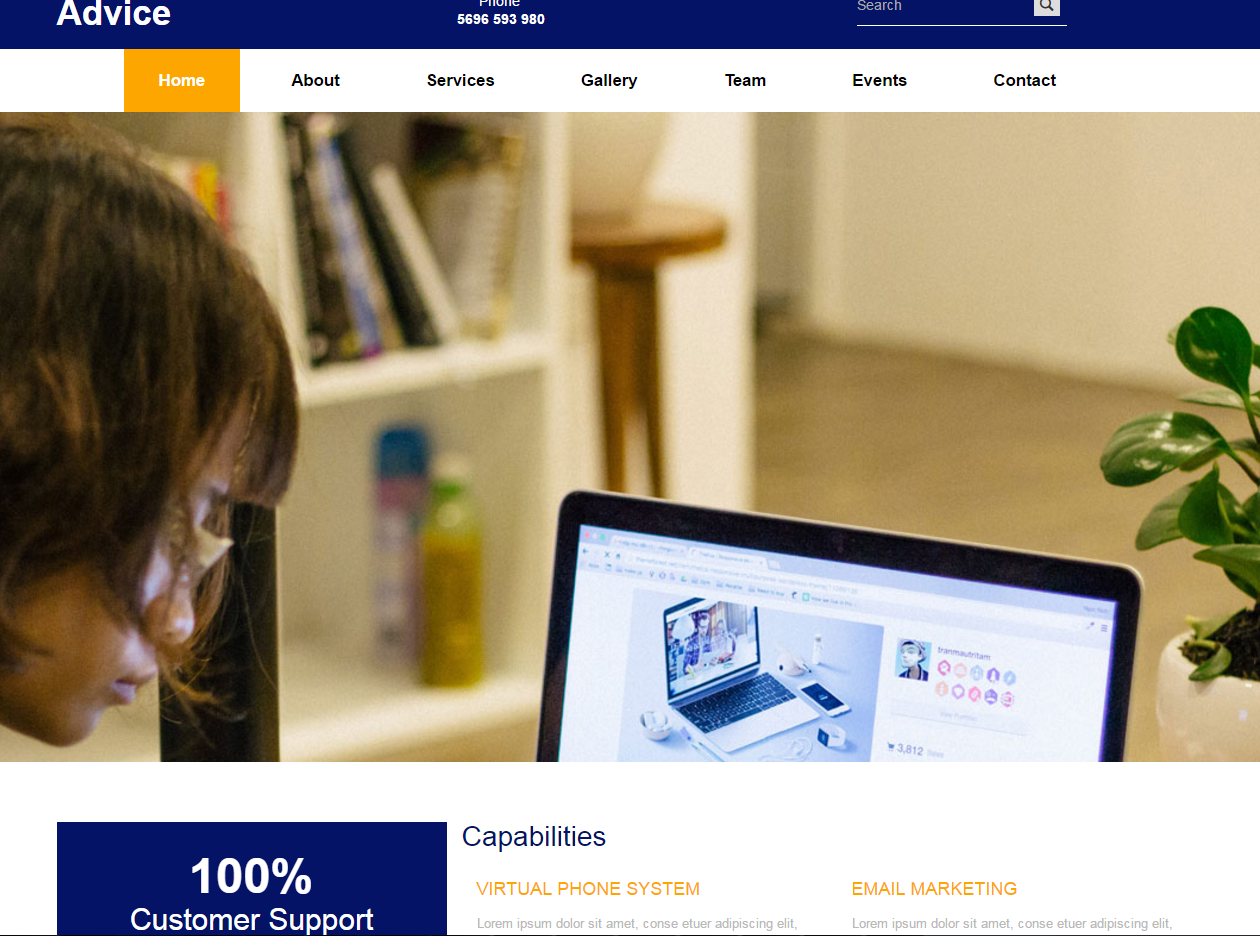 Advice
Phone
5696 593 980
Search
Home
About
Services
Gallery
Team
Events
Contact
tranmautritam
3,812
100%
Customer Support
Capabilities
VIRTUAL PHONE SYSTEM
EMAIL MARKETING
Lorem ipsum dolor sit amet, conse etuer adipiscing elit,
Lorem ipsum dolor sit amet, conse etuer adipiscing elit,